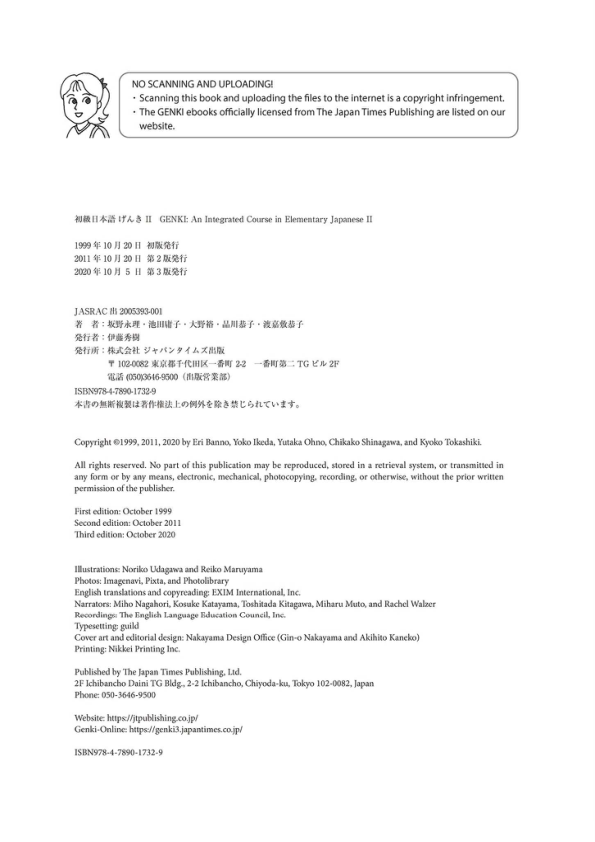 NO SCANNING AND UPLOADING!
・Scanning this book and uploading the files to the internet is a copyright infringement.
・The GENKI ebooks officially licensed from The Japan Times Publishing are listed on our
website.
初級日本語 げんき II GENKI: An Integrated Course in Elementary Japanese II
1999 年 10 月 20 日 初版発行
2011 年 10 月 20 日 第 2 版発行
2020 年 10 月 5 日 第 3 版発行
JASRAC 出 2005393-001
著 者：坂野永理・池田庸子・大野裕・品川恭子・渡嘉敷恭子
発行者：伊藤秀樹
発行所：株式会社 ジャパンタイムズ出版
〒 102-0082 東京都千代田区一番町 2-2 一番町第二 TG ビル 2F
電話 (050)3646-9500（出版営業部）
ISBN978-4-7890-1732-9
本書の無断複製は著作権法上の例外を除き禁じられています。
Copyright ©1999, 2011, 2020 by Eri Banno, Yoko Ikeda, Yutaka Ohno, Chikako Shinagawa, and Kyoko Tokashiki.
All rights reserved. No part of this publication may be reproduced, stored in a retrieval system, or transmitted in
any form or by any means, electronic, mechanical, photocopying, recording, or otherwise, without the prior written
permission of the publisher.
First edition: October 1999
Second edition: October 2011
Third edition: October 2020
Illustrations: Noriko Udagawa and Reiko Maruyama
Photos: Imagenavi, Pixta, and Photolibrary
English translations and copyreading: EXIM International, Inc.
Narrators: Miho Nagahori, Kosuke Katayama, Toshitada Kitagawa, Miharu Muto, and Rachel Walzer
Recordings: The English Language Education Council, Inc.
Typesetting: guild
Cover art and editorial design: Nakayama Design Office (Gin-o Nakayama and Akihito Kaneko)
Printing: Nikkei Printing Inc.
Published by The Japan Times Publishing, Ltd.
2F Ichibancho Daini TG Bldg., 2-2 Ichibancho, Chiyoda-ku, Tokyo 102-0082, Japan
Phone: 050-3646-9500
Website: https://jtpublishing.co.jp/
Genki-Online: https://genki3.japantimes.co.jp/
ISBN978-4-7890-1732-9